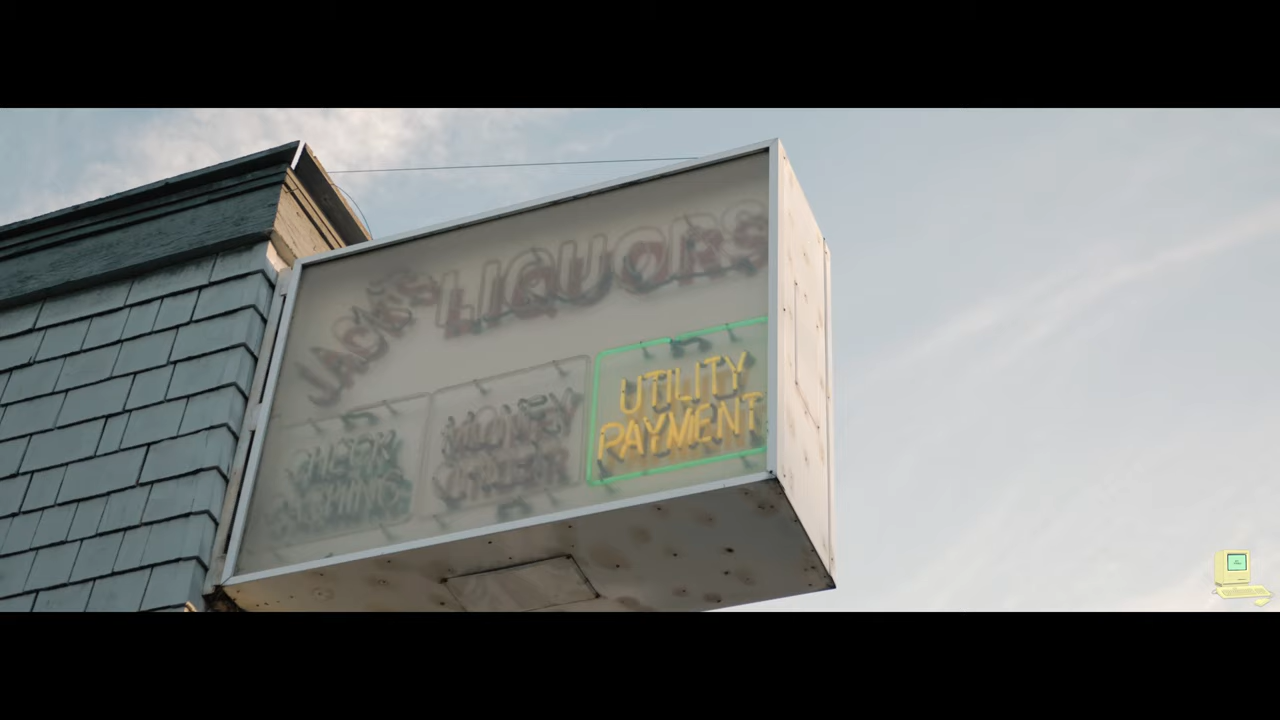 JACK'S LIQUORS
CHECK
CASHING
MONEY
ORDER
UTILITY
PAYMENT